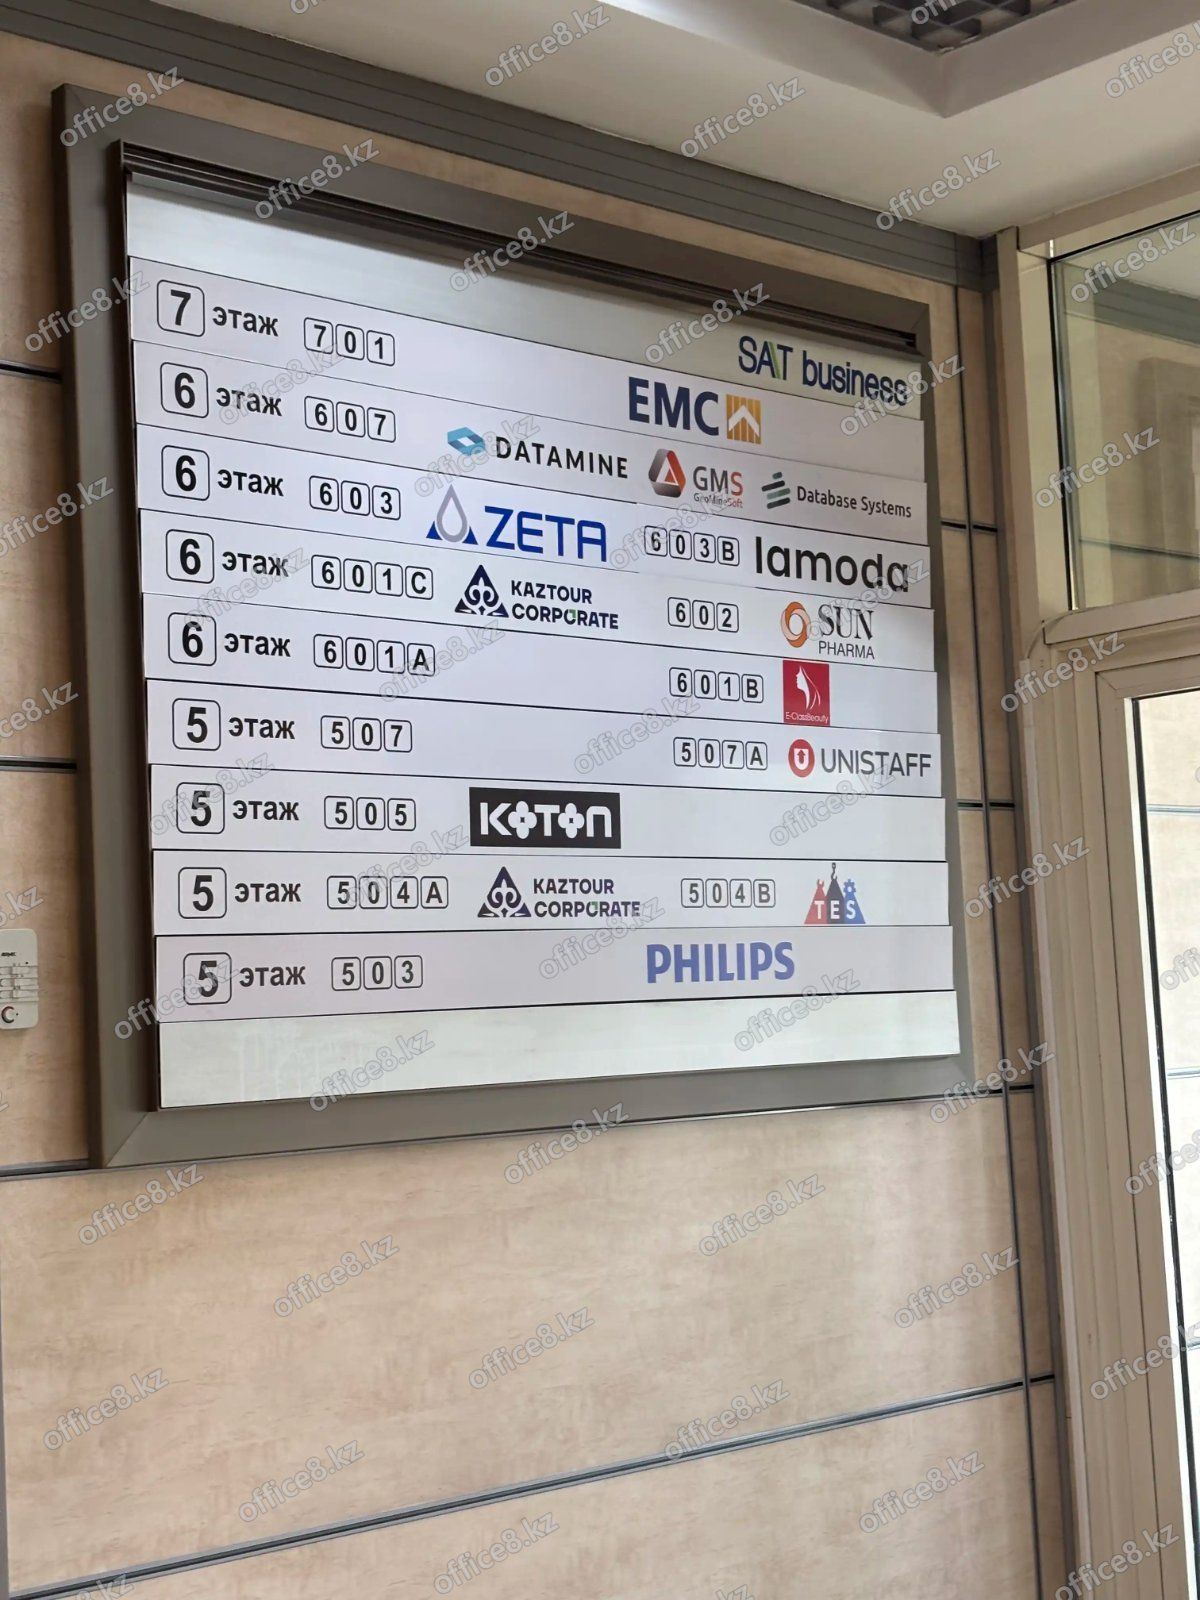 SAT business
7 этаж 701 EMC
6 этаж 607 DATAMINE GMS GeoMineSoft Database Systems
6 этаж 603 ZETA 603B lamoda
6 этаж 601C KAZTOUR CORPORATE 602 SUN PHARMA
6 этаж 601A 601B E-ClassBeauty
5 этаж 507 507A UNISTAFF
5 этаж 505 KOTON
5 этаж 504A KAZTOUR CORPORATE 504B TES
5 этаж 503 PHILIPS
office8.kz